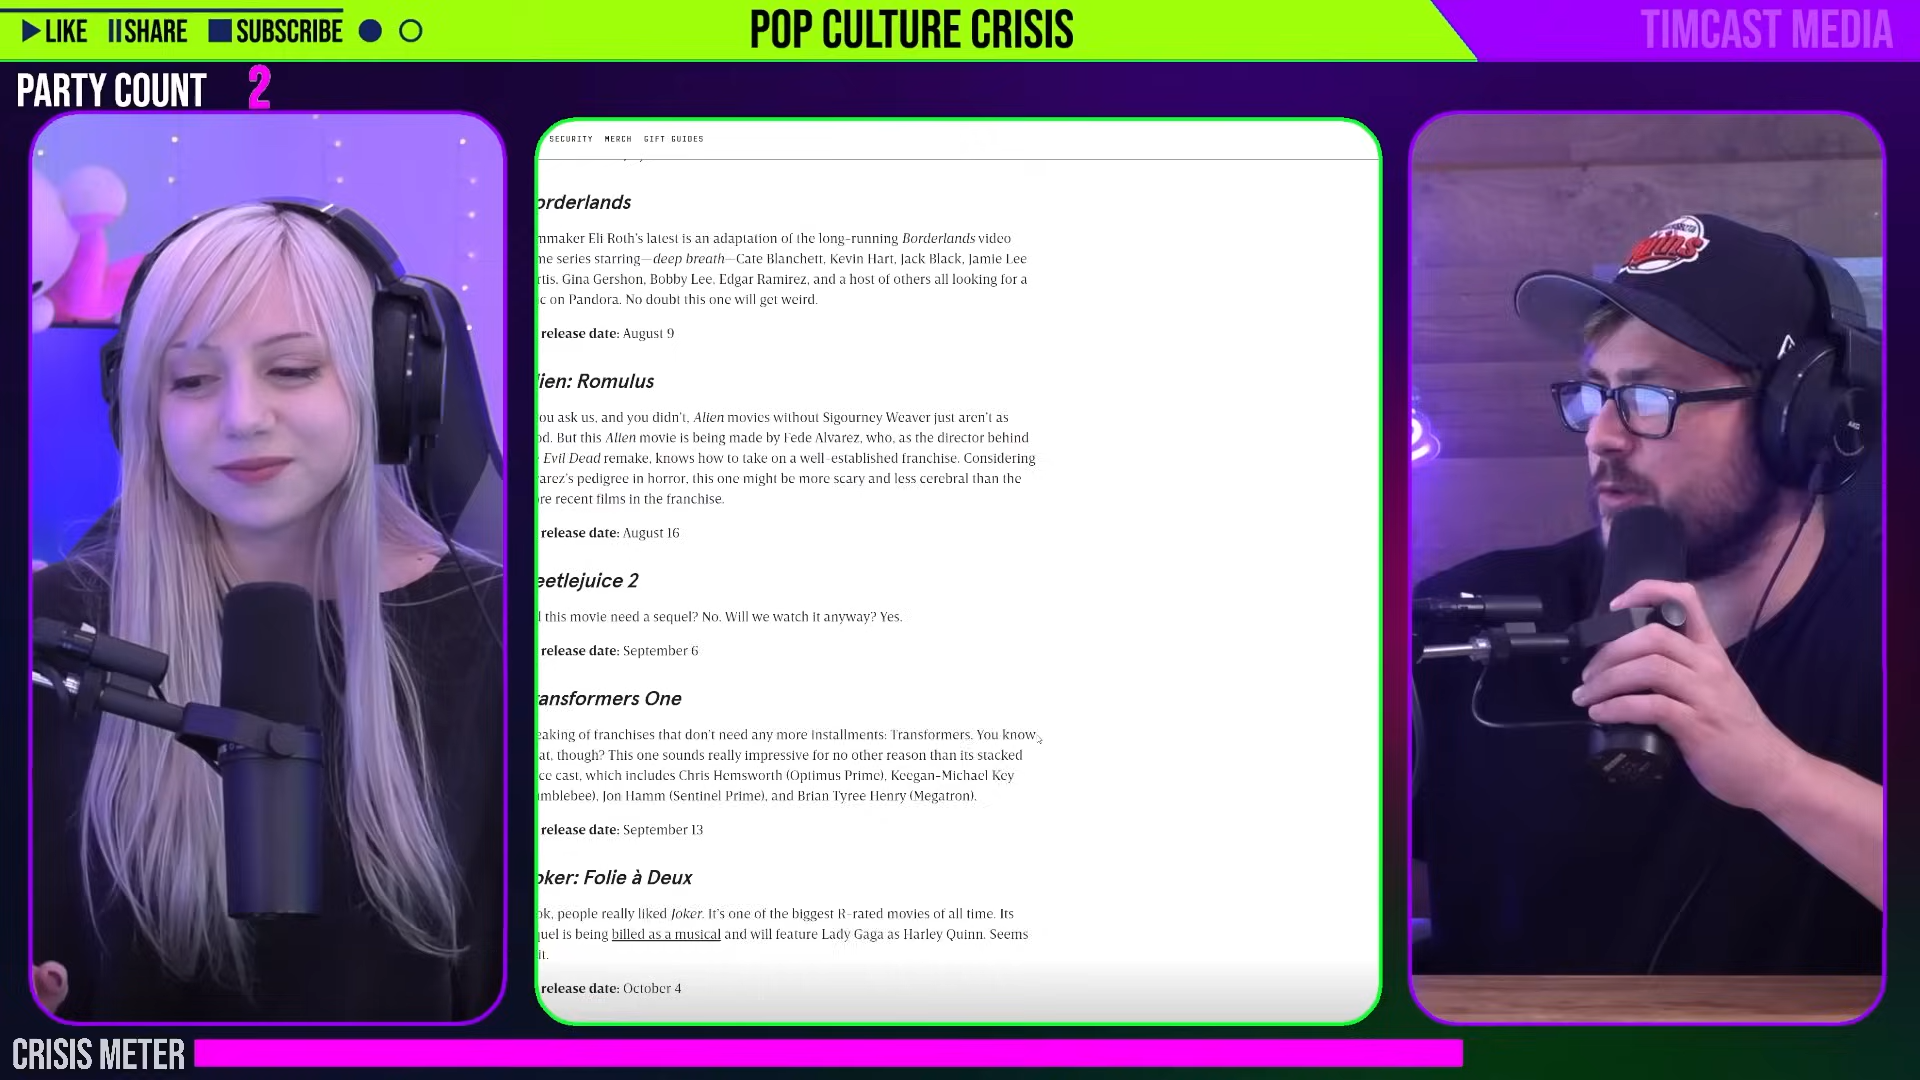 LIKE SHARE SUBSCRIBE
POP CULTURE CRISIS
TIMCAST MEDIA
PARTY COUNT 2
SECURITY MERCH GIFT GUIDES
orderlands
nmaker Eli Roth's latest is an adaptation of the long-running Borderlands video
me series starring—deep breath—Cate Blanchett, Kevin Hart, Jack Black, Jamie Lee
rtis, Gina Gershon, Bobby Lee, Edgar Ramirez, and a host of others all looking for a
c on Pandora. No doubt this one will get weird.
release date: August 9
ien: Romulus
ou ask us, and you didn't, Alien movies without Sigourney Weaver just aren't as
od. But this Alien movie is being made by Fede Alvarez, who, as the director behind
Evil Dead remake, knows how to take on a well-established franchise. Considering
arez's pedigree in horror, this one might be more scary and less cerebral than the
re recent films in the franchise.
release date: August 16
eetlejuice 2
this movie need a sequel? No. Will we watch it anyway? Yes.
release date: September 6
ansformers One
eaking of franchises that don't need any more installments: Transformers. You know
at, though? This one sounds really impressive for no other reason than its stacked
ce cast, which includes Chris Hemsworth (Optimus Prime), Keegan-Michael Key
mblebee), Jon Hamm (Sentinel Prime), and Brian Tyree Henry (Megatron).
release date: September 13
oker: Folie à Deux
ok, people really liked Joker. It's one of the biggest R-rated movies of all time. Its
quel is being billed as a musical and will feature Lady Gaga as Harley Quinn. Seems
it.
release date: October 4
CRISIS METER